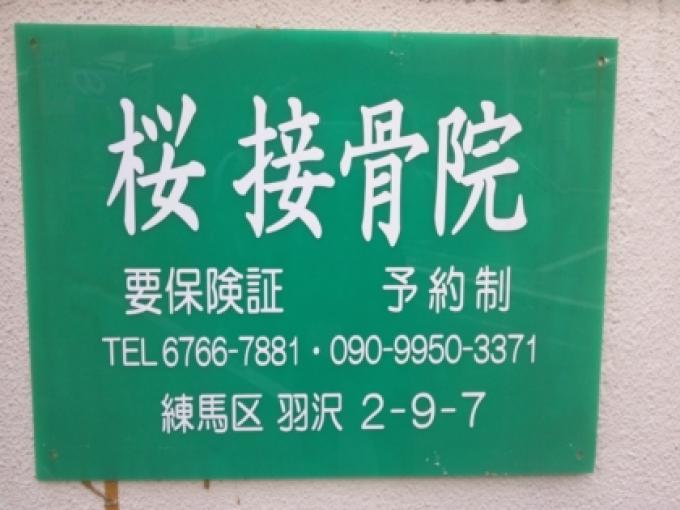 桜 接骨院
要保険証 予約制
TEL 6766-7881・090-9950-3371
練馬区 羽沢 2-9-7